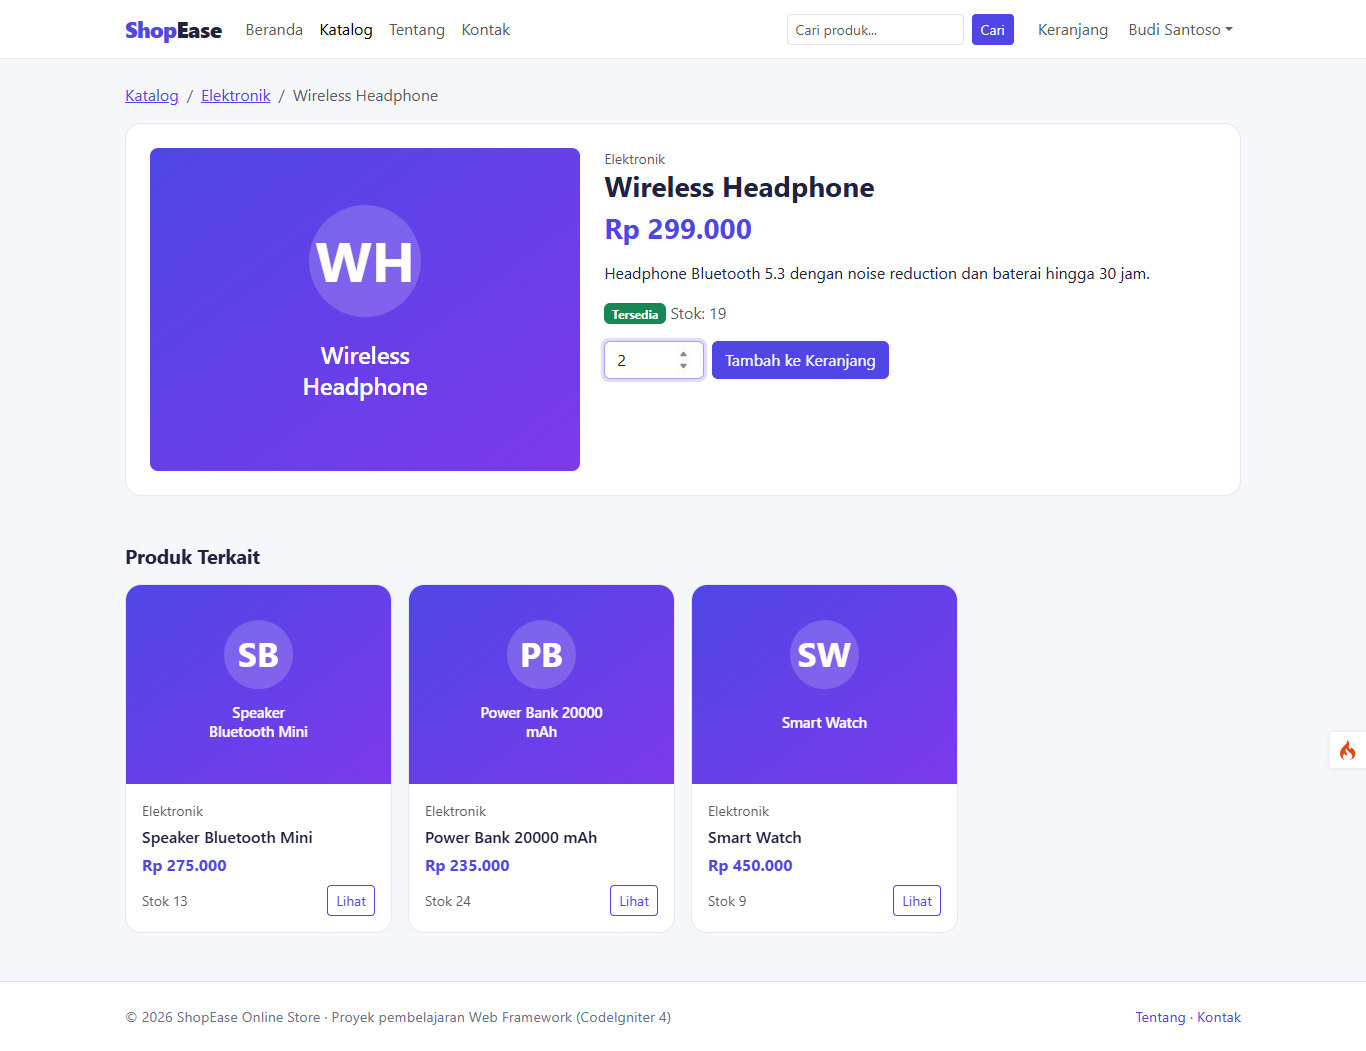 ShopEase Beranda Katalog Tentang Kontak Cari produk... Cari Keranjang Budi Santoso
Katalog / Elektronik / Wireless Headphone
WH
Wireless
Headphone
Elektronik
Wireless Headphone
Rp 299.000
Headphone Bluetooth 5.3 dengan noise reduction dan baterai hingga 30 jam.
Tersedia Stok: 19
2 Tambah ke Keranjang
Produk Terkait
SB
Speaker
Bluetooth Mini
Elektronik
Speaker Bluetooth Mini
Rp 275.000
Stok 13 Lihat
PB
Power Bank 20000
mAh
Elektronik
Power Bank 20000 mAh
Rp 235.000
Stok 24 Lihat
SW
Smart Watch
Elektronik
Smart Watch
Rp 450.000
Stok 9 Lihat
© 2026 ShopEase Online Store · Proyek pembelajaran Web Framework (CodeIgniter 4) Tentang · Kontak